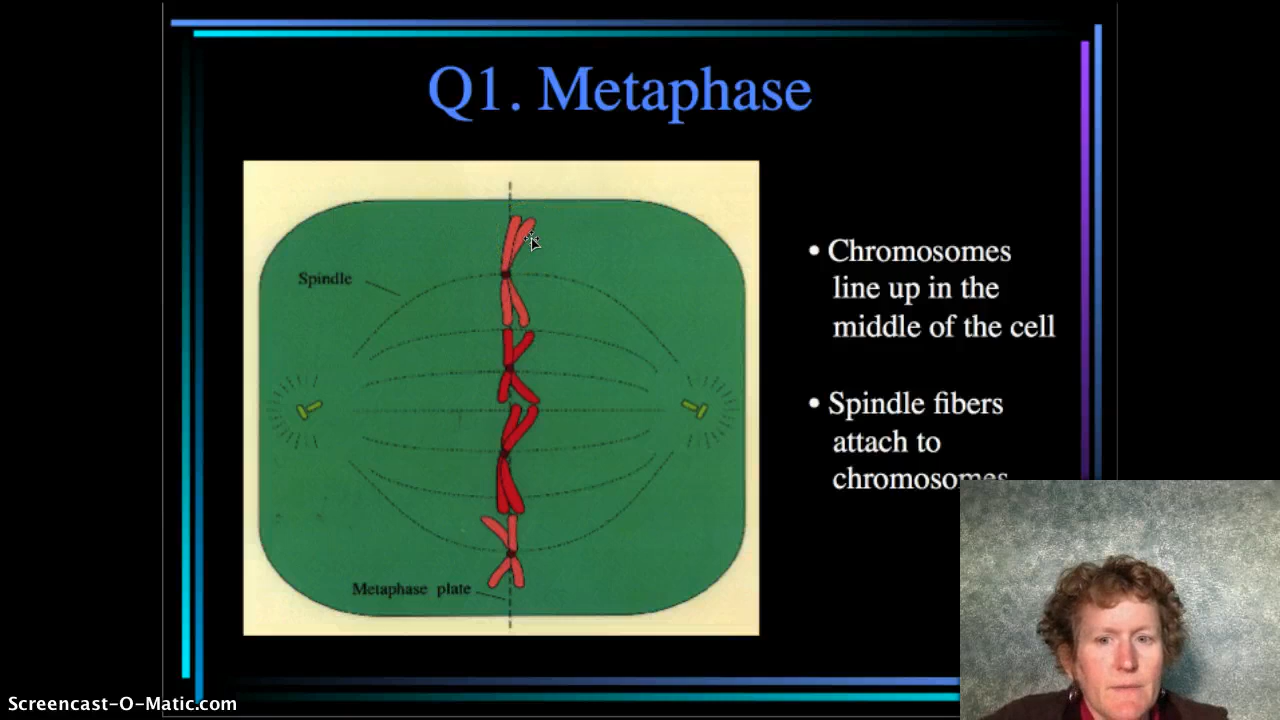 Q1. Metaphase
Spindle
Metaphase plate
• Chromosomes
line up in the
middle of the cell
• Spindle fibers
attach to
chromosomes
Screencast-O-Matic.com